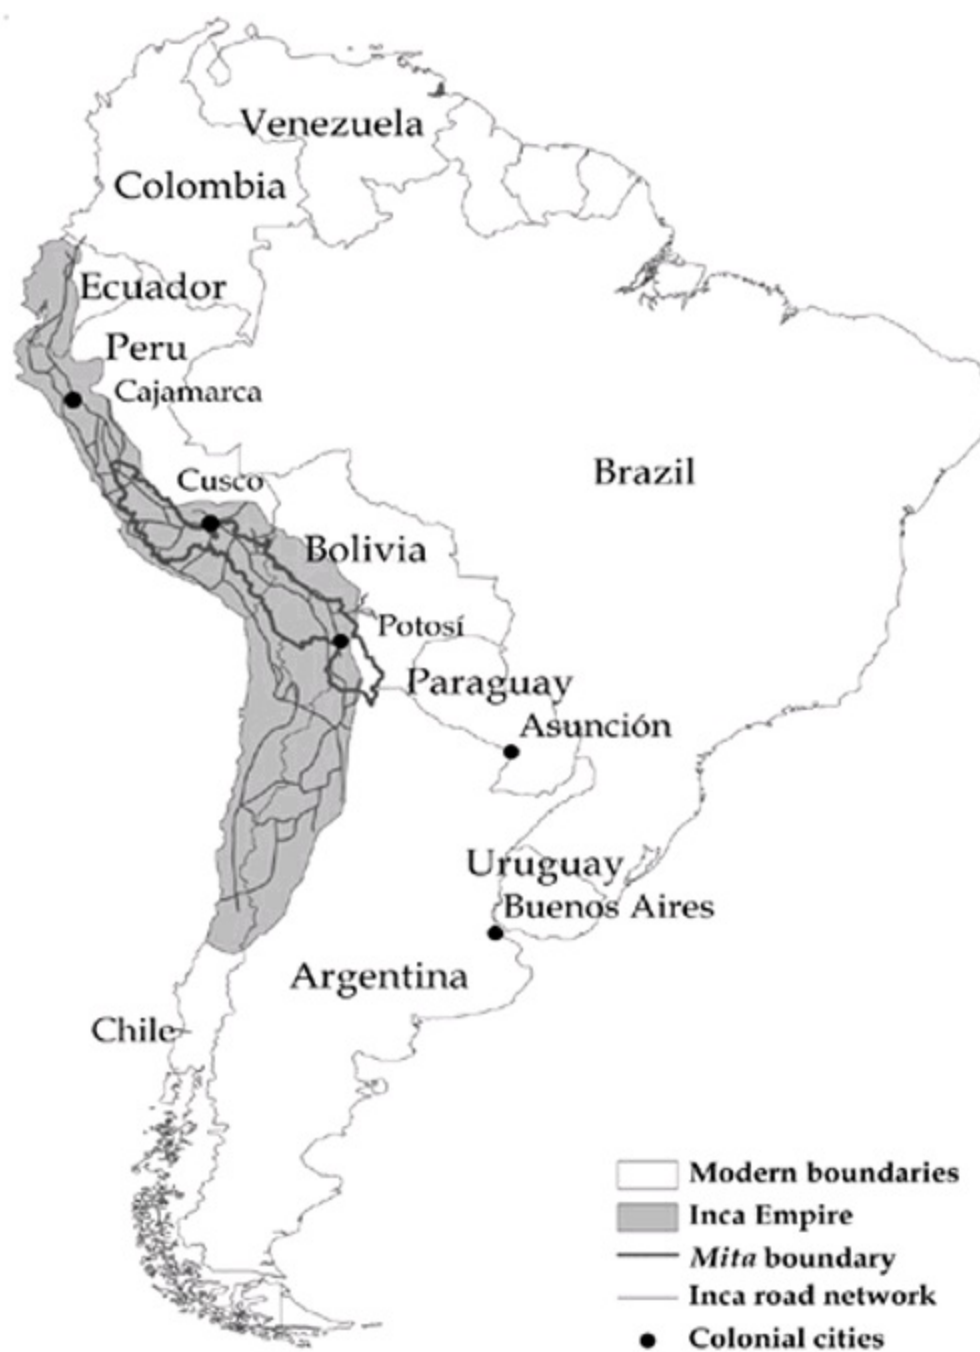 Venezuela
Colombia
Ecuador
Peru
Cajamarca
Brazil
Cusco
Bolivia
Potosí
Paraguay
Asunción
Uruguay
Buenos Aires
Argentina
Chile
Modern boundaries
Inca Empire
Mita boundary
Inca road network
Colonial cities